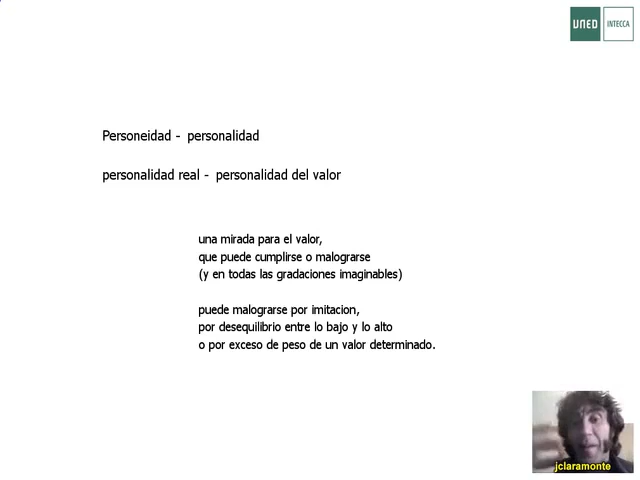 UNED
INTECCA
Personeidad - personalidad
personalidad real - personalidad del valor
una mirada para el valor,
que puede cumplirse o malograrse
(y en todas las gradaciones imaginables)
puede malograrse por imitacion,
por desequilibrio entre lo bajo y lo alto
o por exceso de peso de un valor determinado.
jclaramonte